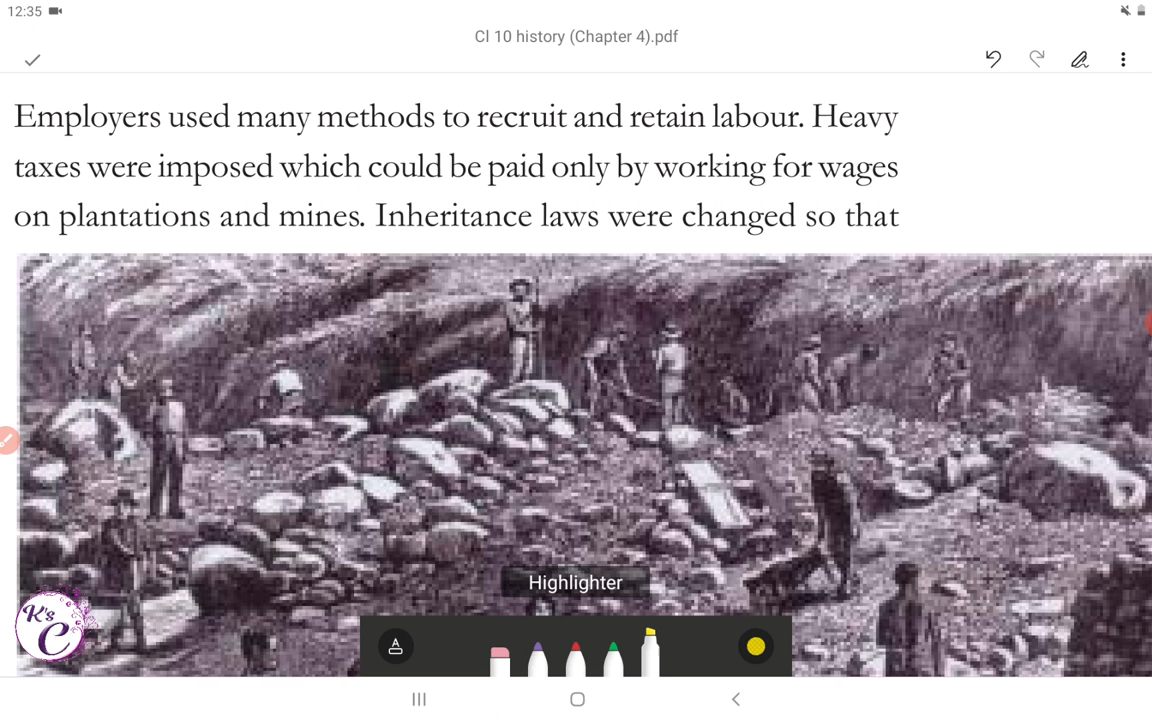 12:35
Cl 10 history (Chapter 4).pdf
Employers used many methods to recruit and retain labour. Heavy
taxes were imposed which could be paid only by working for wages
on plantations and mines. Inheritance laws were changed so that
Highlighter
A
K's
C